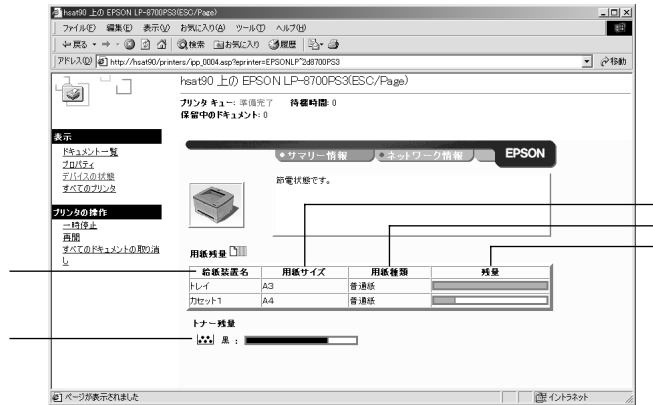 hsat90 上の EPSON LP-8700PS3(ESC/Page)
ファイル(F) 編集(E) 表示(V) お気に入り(A) ツール(T) ヘルプ(H)
戻る 検索 お気に入り 履歴
アドレス(D) http://hsat90/printers/ipp_0004.asp?eprinter=EPSONLP~2d8700PS3 移動
hsat90 上の EPSON LP-8700PS3(ESC/Page)
プリンタ キュー: 準備完了 待機時間: 0
保留中のドキュメント: 0
表示
ドキュメント一覧
プロパティ
デバイスの状態
すべてのプリンタ
サマリー情報 ネットワーク情報 EPSON
節電状態です。
プリンタの操作
一時停止
再開
すべてのドキュメントの取り消し
用紙残量
給紙装置名 用紙サイズ 用紙種類 残量
トレイ A3 普通紙
カセット1 A4 普通紙
トナー残量
黒 :
ページが表示されました イントラネット